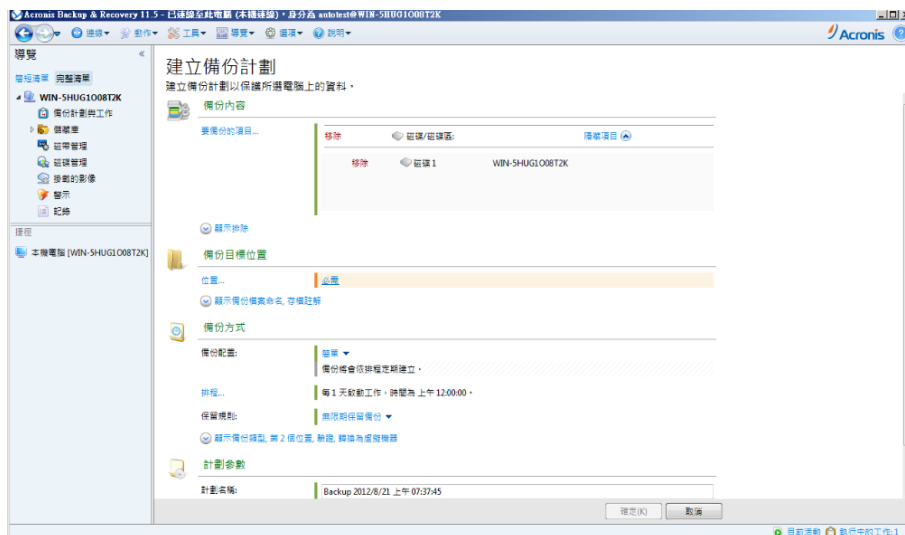 Acronis Backup & Recovery 11.5 - 已連線至此電腦 (本機連線)，身分為 autotest@WIN-5HUG1O08T2K
連線 動作 工具 導覽 選項 說明
Acronis
導覽
簡短清單 完整清單
WIN-5HUG1O08T2K
備份計劃與工作
儲藏庫
磁帶管理
磁碟管理
掛載的影像
警示
記錄
捷徑
本機電腦 [WIN-5HUG1O08T2K]
建立備份計劃
建立備份計劃以保護所選電腦上的資料。
備份內容
要備份的項目...
移除 磁碟/磁碟區: 隱藏項目
移除 磁碟 1 WIN-5HUG1O08T2K
顯示排除
備份目標位置
位置... 必需
顯示備份檔案命名, 存檔註解
備份方式
備份配置: 簡單
備份將會依排程定期建立。
排程... 每 1 天啟動工作，時間為 上午 12:00:00。
保留規則: 無限期保留備份
顯示備份類型, 第 2 個位置, 驗證, 轉換為虛擬機器
計劃參數
計劃名稱: Backup 2012/8/21 上午 07:37:45
確定(K) 取消
目前活動 執行中的工作:1